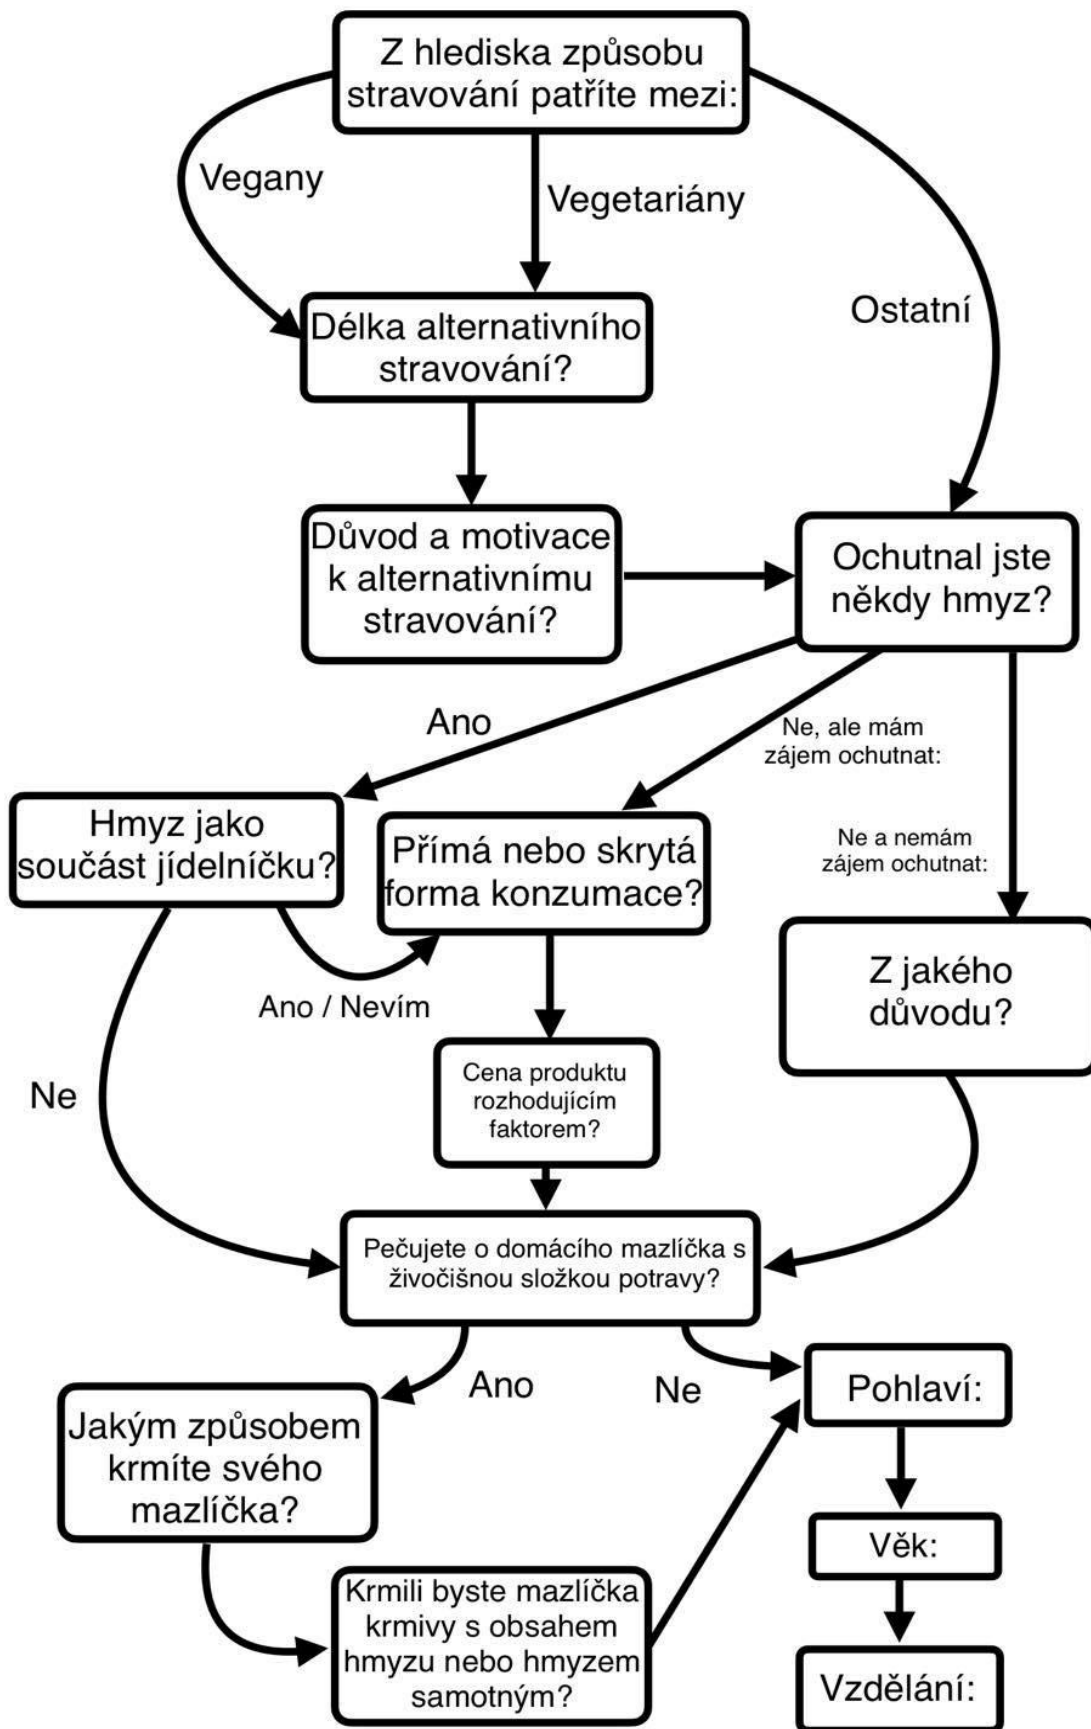 Z hlediska způsobu
stravování patříte mezi:
Vegany
Vegetariány
Ostatní
Délka alternativního
stravování?
Důvod a motivace
k alternativnímu
stravování?
Ochutnal jste
někdy hmyz?
Ano
Ne, ale mám
zájem ochutnat:
Ne a nemám
zájem ochutnat:
Hmyz jako
součást jídelníčku?
Přímá nebo skrytá
forma konzumace?
Z jakého
důvodu?
Ano / Nevím
Ne
Cena produktu
rozhodujícím
faktorem?
Pečujete o domácího mazlíčka s
živočišnou složkou potravy?
Ano
Ne
Pohlaví:
Jakým způsobem
krmíte svého
mazlíčka?
Věk:
Krmili byste mazlíčka
krmivy s obsahem
hmyzu nebo hmyzem
samotným?
Vzdělání: